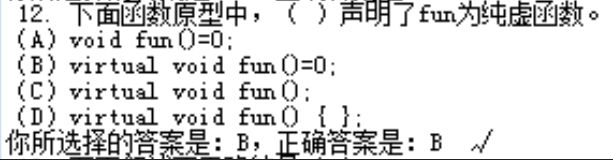 12. 下面函数原型中，（ ）声明了fun为纯虚函数。
(A) void fun()=0;
(B) virtual void fun()=0;
(C) virtual void fun();
(D) virtual void fun() { };
你所选择的答案是: B，正确答案是: B √